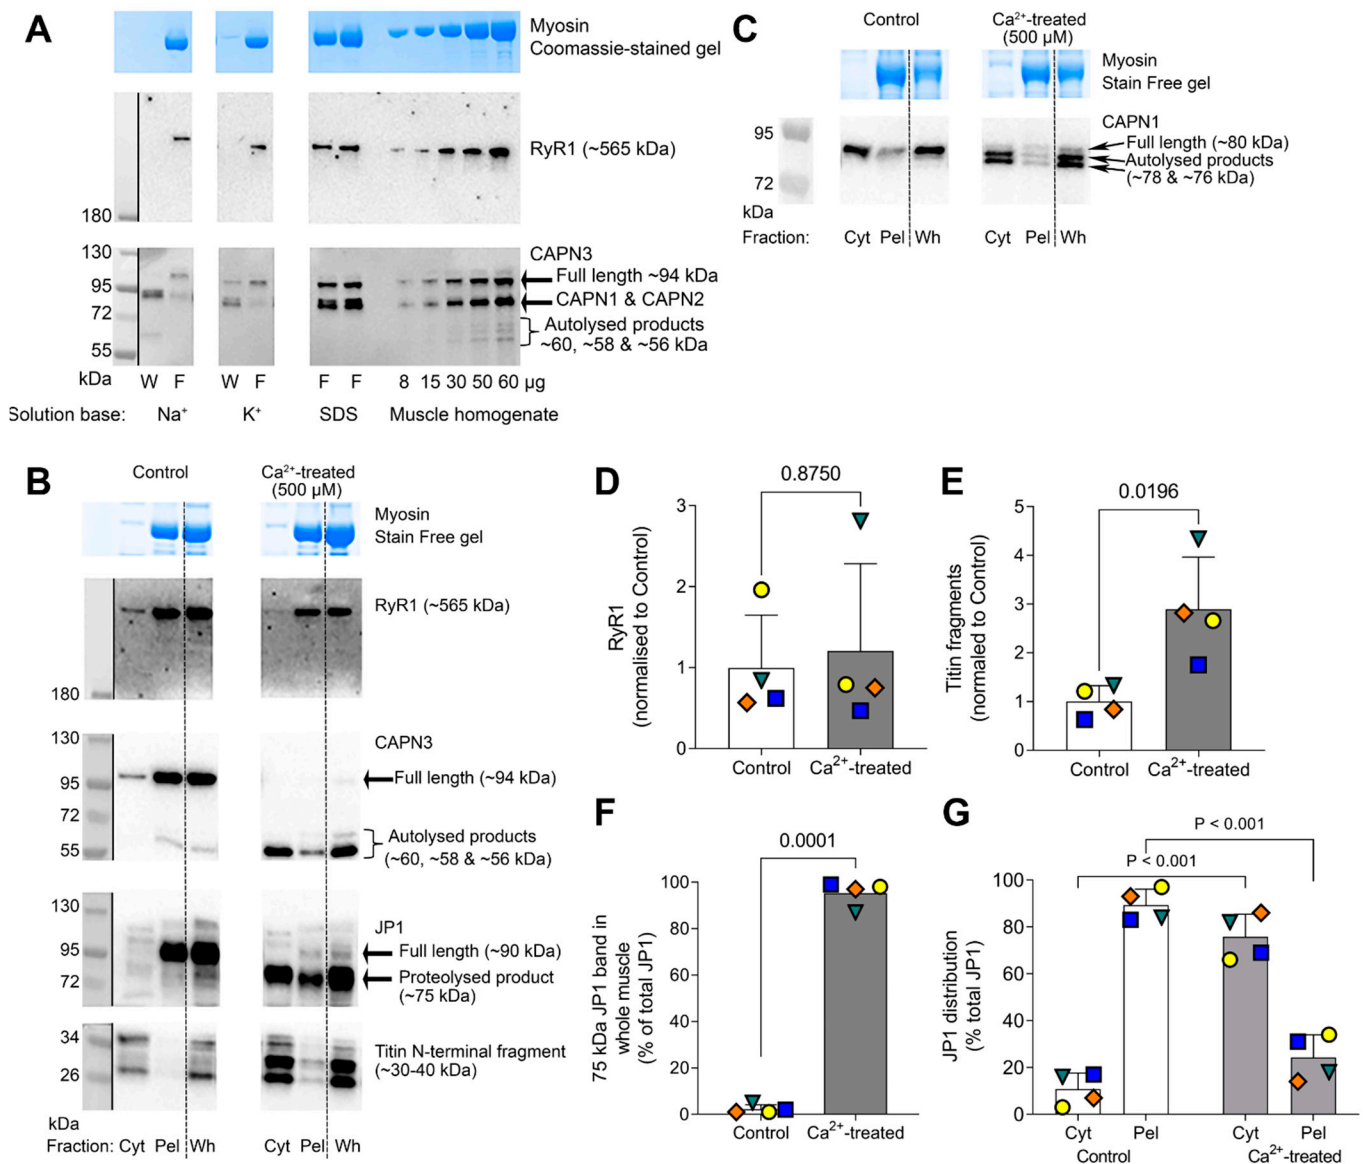 A
Myosin
Coomassie-stained gel
RyR1 (~565 kDa)
180
130
95
72
55
kDa
CAPN3
Full length ~94 kDa
CAPN1 & CAPN2
Autolysed products
~60, ~58 & ~56 kDa
W F W F F F 8 15 30 50 60 µg
Solution base: Na⁺ K⁺ SDS Muscle homogenate
C
Control
Ca²⁺-treated
(500 µM)
Myosin
Stain Free gel
CAPN1
95
72
kDa
Full length (~80 kDa)
Autolysed products
(~78 & ~76 kDa)
Fraction: Cyt Pel Wh Cyt Pel Wh
B
Control
Ca²⁺-treated
(500 µM)
Myosin
Stain Free gel
RyR1 (~565 kDa)
180
130
95
72
55
CAPN3
Full length (~94 kDa)
Autolysed products
(~60, ~58 & ~56 kDa)
130
95
72
JP1
Full length (~90 kDa)
Proteolysed product
(~75 kDa)
34
26
kDa
Titin N-terminal fragment
(~30-40 kDa)
Fraction: Cyt Pel Wh Cyt Pel Wh
D
0.8750
RyR1
(normalised to Control)
3
2
1
0
Control Ca²⁺-treated
E
0.0196
Titin fragments
(normaled to Control)
5
4
3
2
1
0
Control Ca²⁺-treated
F
0.0001
75 kDa JP1 band in
whole muscle
(% of total JP1)
100
80
60
40
20
0
Control Ca²⁺-treated
G
P < 0.001
P < 0.001
JP1 distribution
(% total JP1)
100
80
60
40
20
0
Cyt Pel Cyt Pel
Control Ca²⁺-treated